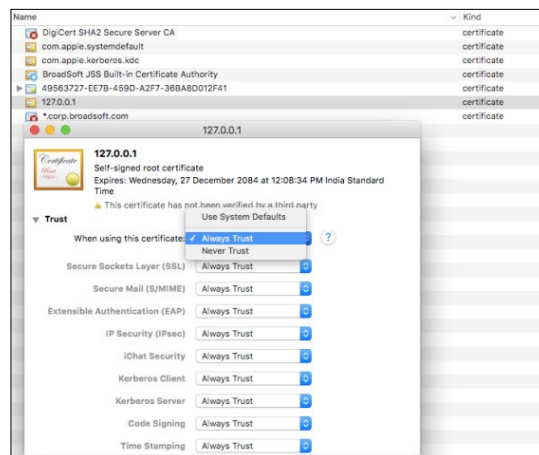 Name Kind
DigiCert SHA2 Secure Server CA certificate
com.apple.systemdefault certificate
com.apple.kerberos.kdc certificate
BroadSoft JSS Built-in Certificate Authority certificate
49563727-EE7B-459D-A2F7-36BA8D012F41 certificate
127.0.0.1 certificate
*.corp.broadsoft.com certificate
127.0.0.1
Certificate
Root
127.0.0.1
Self-signed root certificate
Expires: Wednesday, 27 December 2084 at 12:08:34 PM India Standard
Time
This certificate has not been verified by a third party
Trust
Use System Defaults
When using this certificate: ✓ Always Trust ?
Never Trust
Secure Sockets Layer (SSL) Always Trust
Secure Mail (S/MIME) Always Trust
Extensible Authentication (EAP) Always Trust
IP Security (IPsec) Always Trust
iChat Security Always Trust
Kerberos Client Always Trust
Kerberos Server Always Trust
Code Signing Always Trust
Time Stamping Always Trust